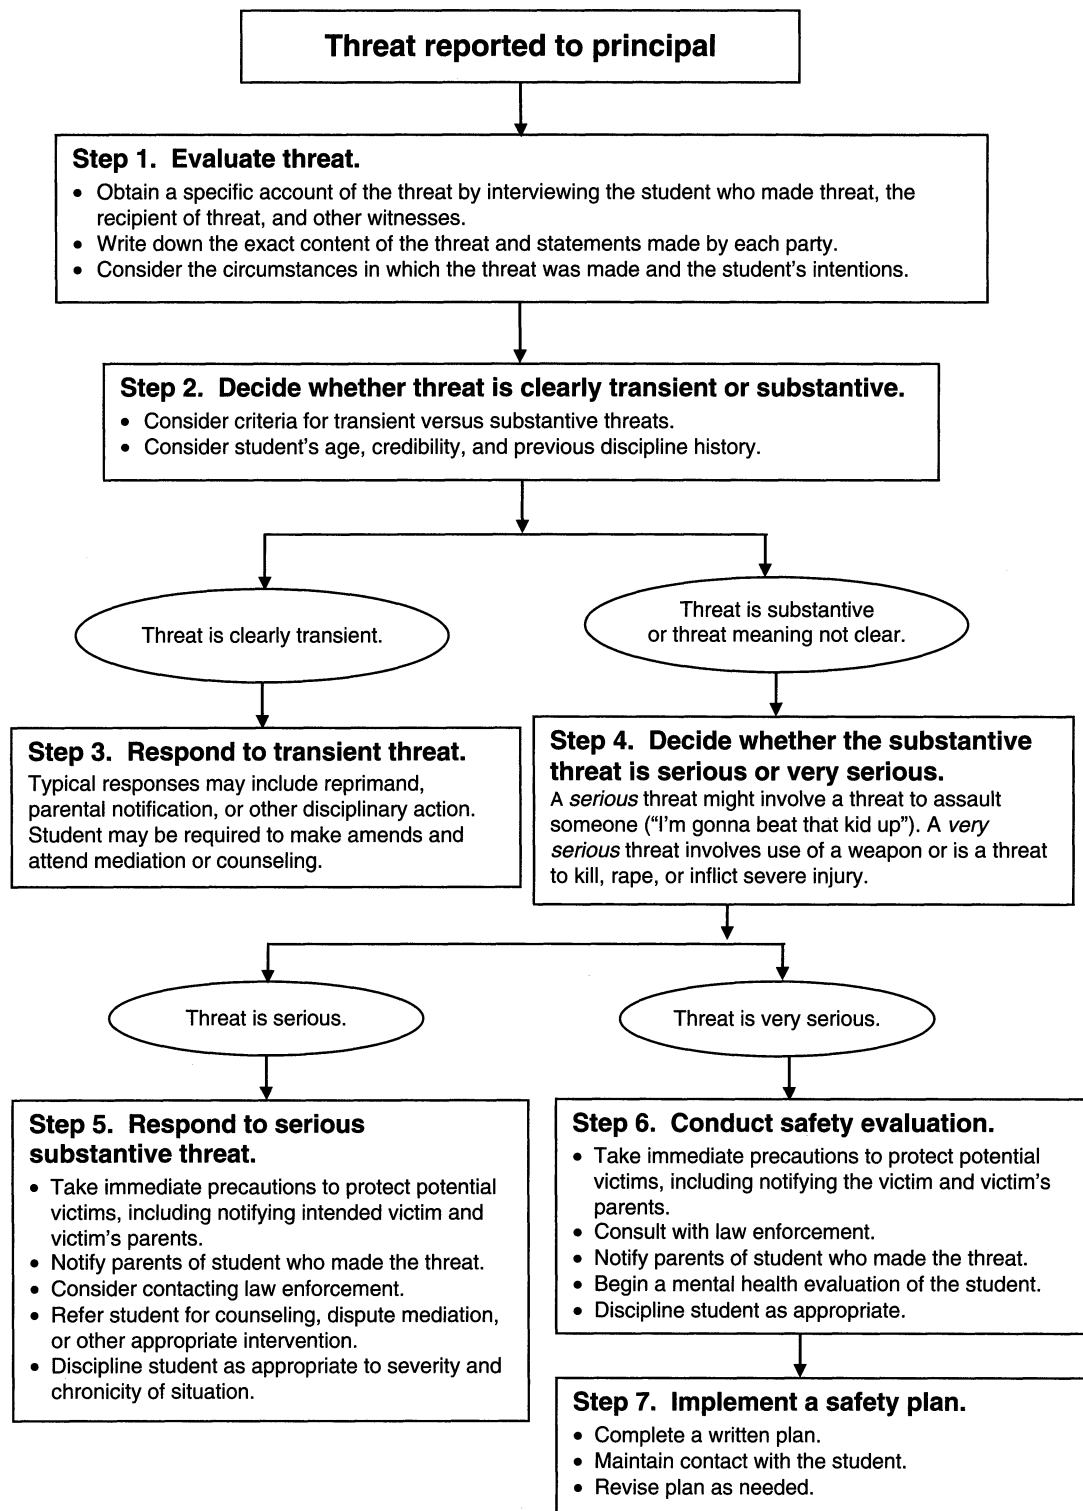 Threat reported to principal
Step 1. Evaluate threat.
• Obtain a specific account of the threat by interviewing the student who made threat, the
recipient of threat, and other witnesses.
• Write down the exact content of the threat and statements made by each party.
• Consider the circumstances in which the threat was made and the student's intentions.
Step 2. Decide whether threat is clearly transient or substantive.
• Consider criteria for transient versus substantive threats.
• Consider student's age, credibility, and previous discipline history.
Threat is clearly transient.
Threat is substantive
or threat meaning not clear.
Step 3. Respond to transient threat.
Typical responses may include reprimand,
parental notification, or other disciplinary action.
Student may be required to make amends and
attend mediation or counseling.
Step 4. Decide whether the substantive
threat is serious or very serious.
A serious threat might involve a threat to assault
someone (“I'm gonna beat that kid up”). A very
serious threat involves use of a weapon or is a threat
to kill, rape, or inflict severe injury.
Threat is serious.
Threat is very serious.
Step 5. Respond to serious
substantive threat.
• Take immediate precautions to protect potential
victims, including notifying intended victim and
victim's parents.
• Notify parents of student who made the threat.
• Consider contacting law enforcement.
• Refer student for counseling, dispute mediation,
or other appropriate intervention.
• Discipline student as appropriate to severity and
chronicity of situation.
Step 6. Conduct safety evaluation.
• Take immediate precautions to protect potential
victims, including notifying the victim and victim's
parents.
• Consult with law enforcement.
• Notify parents of student who made the threat.
• Begin a mental health evaluation of the student.
• Discipline student as appropriate.
Step 7. Implement a safety plan.
• Complete a written plan.
• Maintain contact with the student.
• Revise plan as needed.